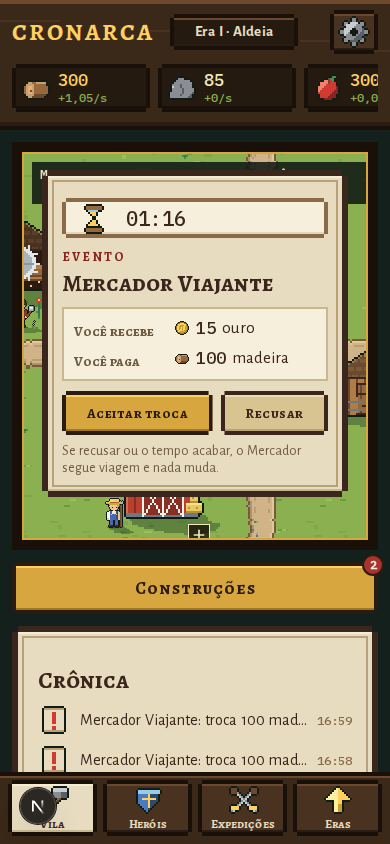 CRONARCA
Era I · Aldeia
300
+1,05/s
85
+0/s
300
+0/s
M
01:16
EVENTO
Mercador Viajante
Você recebe
15 ouro
Você paga
100 madeira
Aceitar troca
Recusar
Se recusar ou o tempo acabar, o Mercador
segue viagem e nada muda.
+
Construções
2
Crônica
Mercador Viajante: troca 100 mad...
16:59
Mercador Viajante: troca 100 mad...
16:58
N
Vila
Heróis
Expedições
Eras